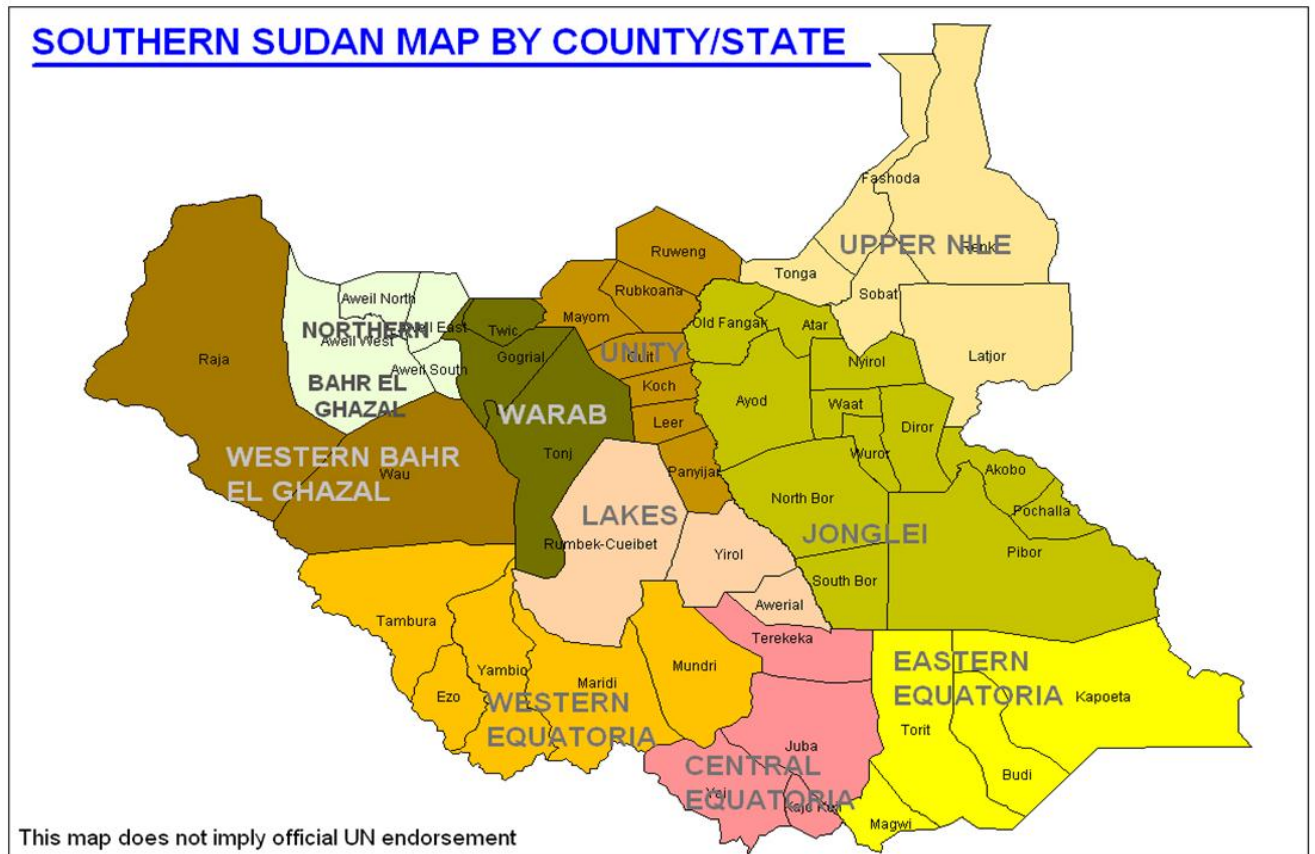 SOUTHERN SUDAN MAP BY COUNTY/STATE
Fashoda
UPPER NILE
Renk
Tonga
Sobat
Latjor
Ruweng
Rubkoana
Mayom
UNITY
Guit
Koch
Leer
Panyijar
Old Fangak
Atar
Nyirol
Ayod
Waat
Diror
Wuror
Akobo
Pochalla
North Bor
JONGLEI
Pibor
South Bor
Raja
Aweil North
NORTHERN
Aweil East
Aweil West
Aweil South
BAHR EL
GHAZAL
Twic
Gogrial
WARAB
Tonj
WESTERN BAHR
EL GHAZAL
Wau
LAKES
Rumbek-Cueibet
Yirol
Awerial
Tambura
Yambio
Ezo
Maridi
Mundri
WESTERN
EQUATORIA
Terekeka
Juba
CENTRAL
EQUATORIA
Yei
Kajo Keji
EASTERN
EQUATORIA
Kapoeta
Torit
Budi
Magwi
This map does not imply official UN endorsement